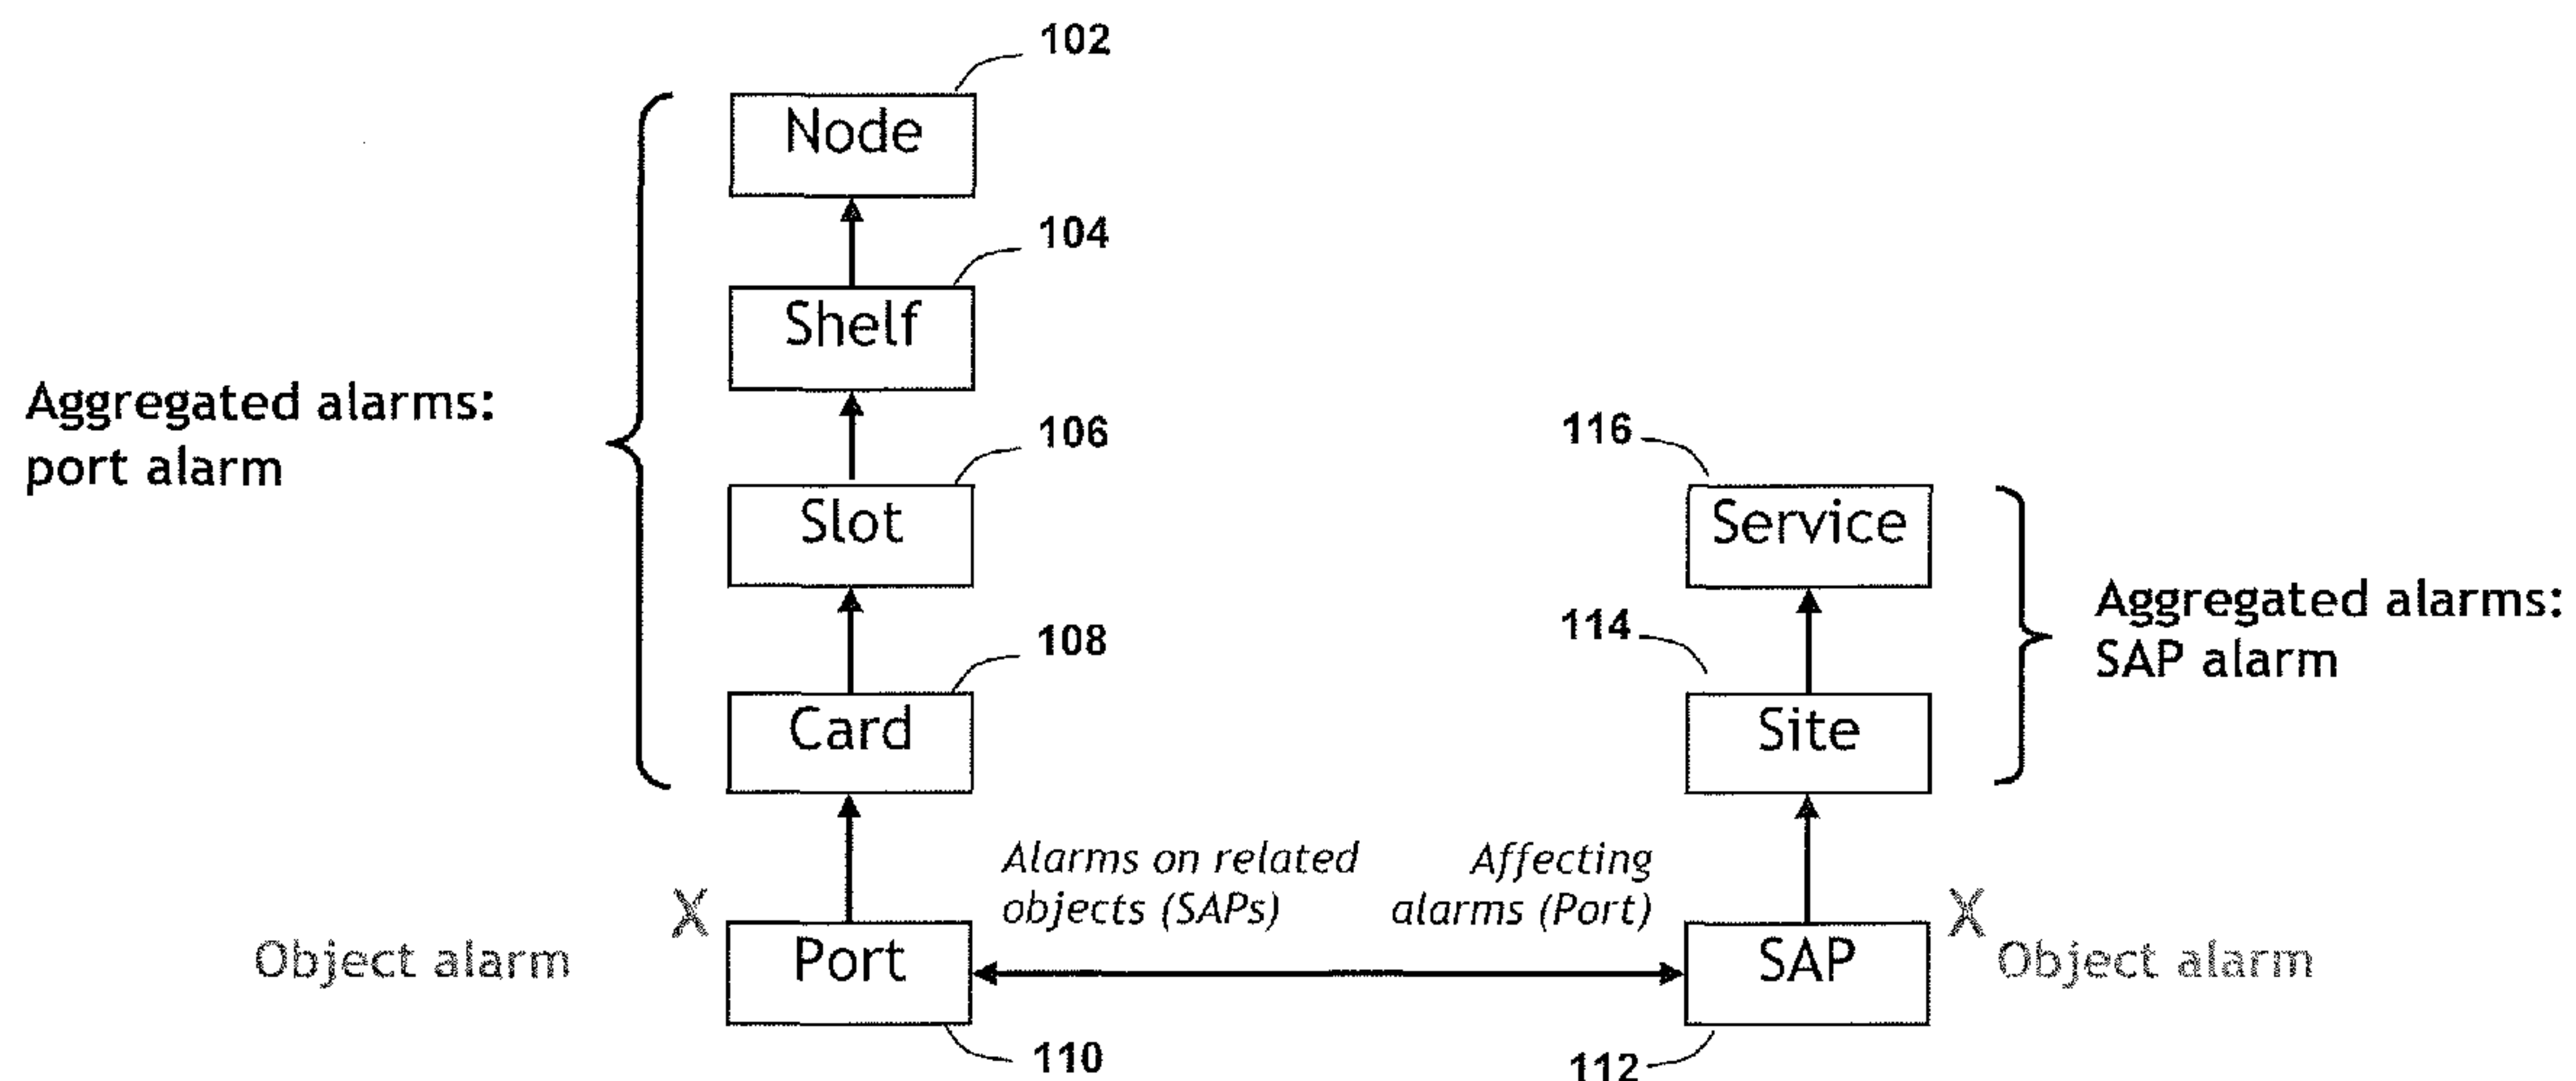 102
Node
104
Shelf
Aggregated alarms:
port alarm
106
Slot
116
Service
108
Card
114
Site
Aggregated alarms:
SAP alarm
Alarms on related
objects (SAPs)
Affecting
alarms (Port)
X
Object alarm
Port
SAP
X
Object alarm
110
112